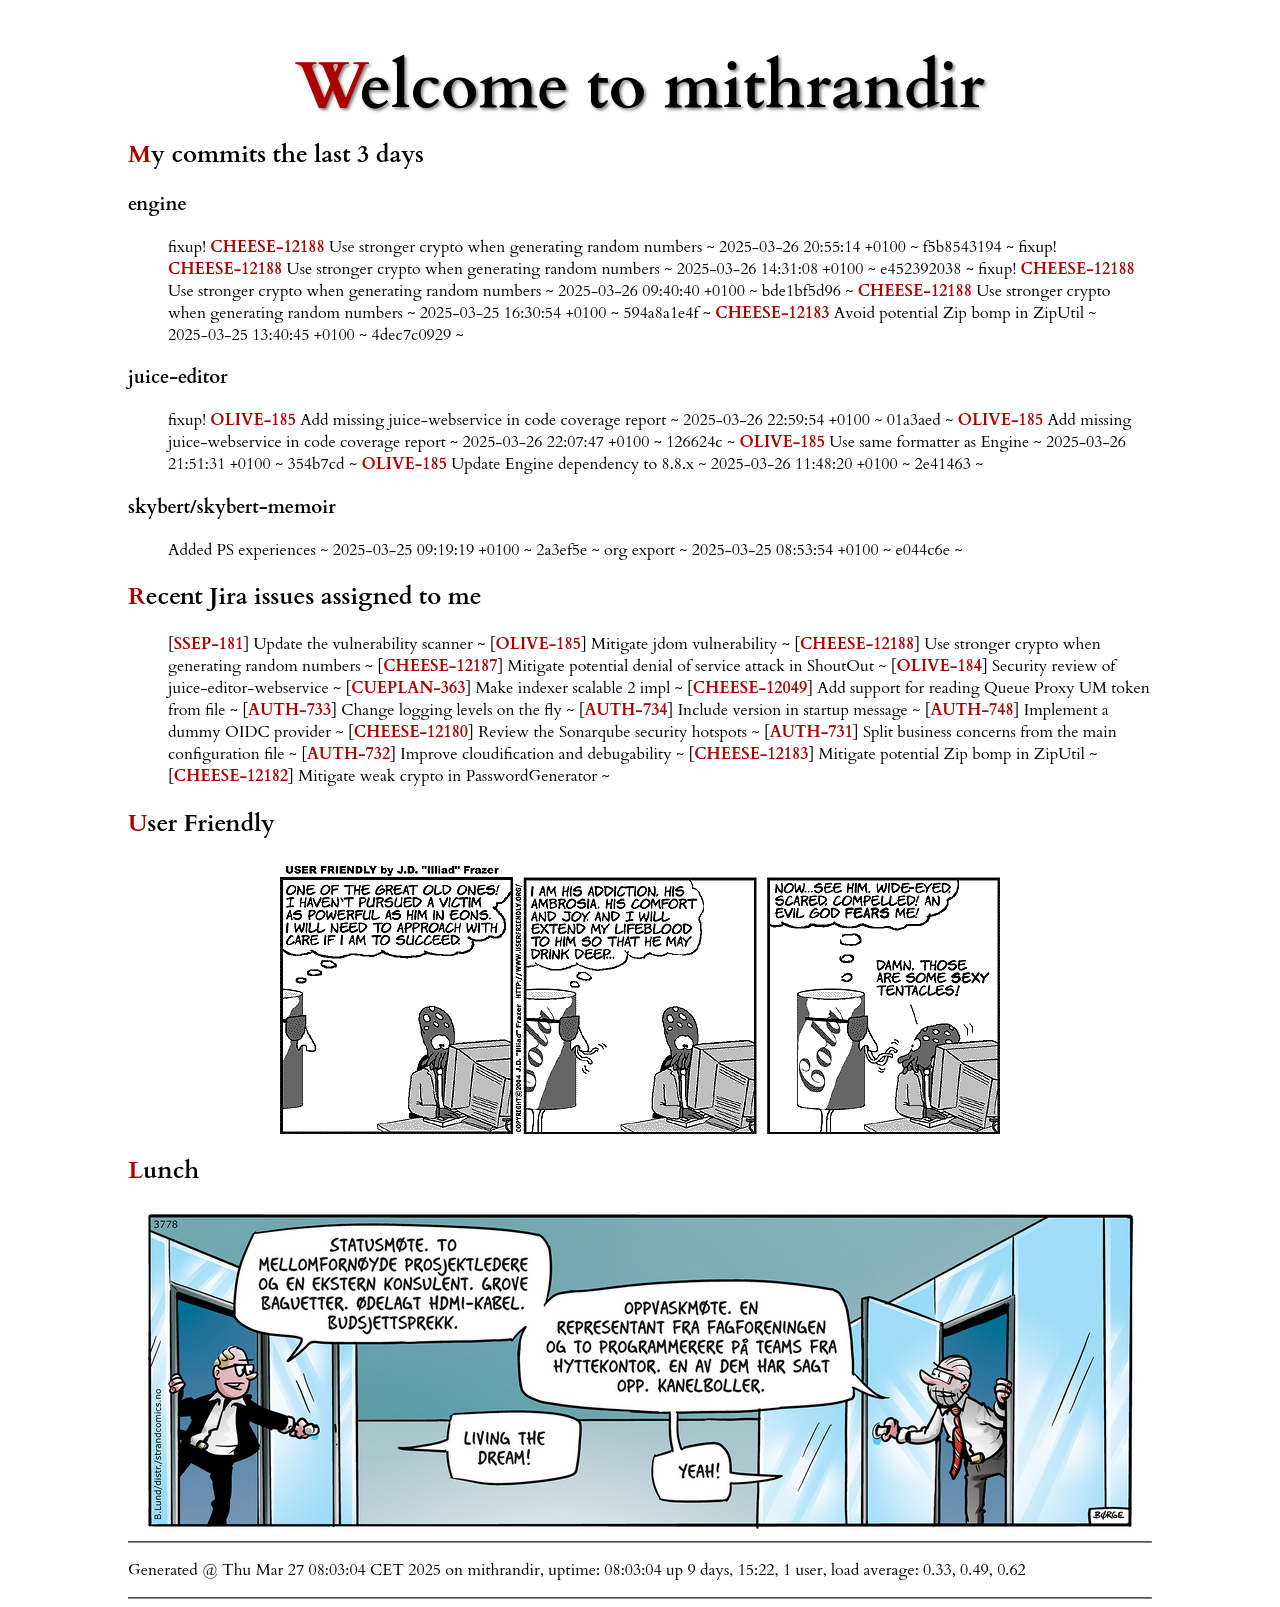 Welcome to mithrandir
My commits the last 3 days
engine
fixup! CHEESE-12188 Use stronger crypto when generating random numbers ~ 2025-03-26 20:55:14 +0100 ~ f5b8543194 ~ fixup!
CHEESE-12188 Use stronger crypto when generating random numbers ~ 2025-03-26 14:31:08 +0100 ~ e452392038 ~ fixup! CHEESE-12188
Use stronger crypto when generating random numbers ~ 2025-03-26 09:40:40 +0100 ~ bde1bf5d96 ~ CHEESE-12188 Use stronger crypto
when generating random numbers ~ 2025-03-25 16:30:54 +0100 ~ 594a8a1e4f ~ CHEESE-12183 Avoid potential Zip bomp in ZipUtil ~
2025-03-25 13:40:45 +0100 ~ 4dec7c0929 ~
juice-editor
fixup! OLIVE-185 Add missing juice-webservice in code coverage report ~ 2025-03-26 22:59:54 +0100 ~ 01a3aed ~ OLIVE-185 Add missing
juice-webservice in code coverage report ~ 2025-03-26 22:07:47 +0100 ~ 126624c ~ OLIVE-185 Use same formatter as Engine ~ 2025-03-26
21:51:31 +0100 ~ 354b7cd ~ OLIVE-185 Update Engine dependency to 8.8.x ~ 2025-03-26 11:48:20 +0100 ~ 2e41463 ~
skybert/skybert-memoir
Added PS experiences ~ 2025-03-25 09:19:19 +0100 ~ 2a3ef5e ~ org export ~ 2025-03-25 08:53:54 +0100 ~ e044c6e ~
Recent Jira issues assigned to me
[SSEP-181] Update the vulnerability scanner ~ [OLIVE-185] Mitigate jdom vulnerability ~ [CHEESE-12188] Use stronger crypto when
generating random numbers ~ [CHEESE-12187] Mitigate potential denial of service attack in ShoutOut ~ [OLIVE-184] Security review of
juice-editor-webservice ~ [CUEPLAN-363] Make indexer scalable 2 impl ~ [CHEESE-12049] Add support for reading Queue Proxy UM token
from file ~ [AUTH-733] Change logging levels on the fly ~ [AUTH-734] Include version in startup message ~ [AUTH-748] Implement a
dummy OIDC provider ~ [CHEESE-12180] Review the Sonarqube security hotspots ~ [AUTH-731] Split business concerns from the main
configuration file ~ [AUTH-732] Improve cloudification and debugability ~ [CHEESE-12183] Mitigate potential Zip bomp in ZipUtil ~
[CHEESE-12182] Mitigate weak crypto in PasswordGenerator ~
User Friendly
USER FRIENDLY by J.D. "Illiad" Frazer
ONE OF THE GREAT OLD ONES!
I HAVEN'T PURSUED A VICTIM
AS POWERFUL AS HIM IN EONS.
I WILL NEED TO APPROACH WITH
CARE IF I AM TO SUCCEED.
COPYRIGHT©2004 J.D. "Illiad" Frazer HTTP://WWW.USERFRIENDLY.ORG/
I AM HIS ADDICTION. HIS
AMBROSIA. HIS COMFORT
AND JOY. AND I WILL
EXTEND MY LIFEBLOOD
TO HIM SO THAT HE MAY
DRINK DEEP...
Cola
NOW...SEE HIM. WIDE-EYED.
SCARED. COMPELLED! AN
EVIL GOD FEARS ME!
DAMN. THOSE
ARE SOME SEXY
TENTACLES!
Cola
Lunch
3778
STATUSMØTE. TO
MELLOMFORNØYDE PROSJEKTLEDERE
OG EN EKSTERN KONSULENT. GROVE
BAGUETTER. ØDELAGT HDMI-KABEL.
BUDSJETTSPREKK.
OPPVASKMØTE. EN
REPRESENTANT FRA FAGFORENINGEN
OG TO PROGRAMMERERE PÅ TEAMS FRA
HYTTEKONTOR. EN AV DEM HAR SAGT
OPP. KANELBOLLER.
LIVING THE
DREAM!
YEAH!
B.Lund/distr./strandcomics.no
BØRGE
Generated @ Thu Mar 27 08:03:04 CET 2025 on mithrandir, uptime: 08:03:04 up 9 days, 15:22, 1 user, load average: 0.33, 0.49, 0.62